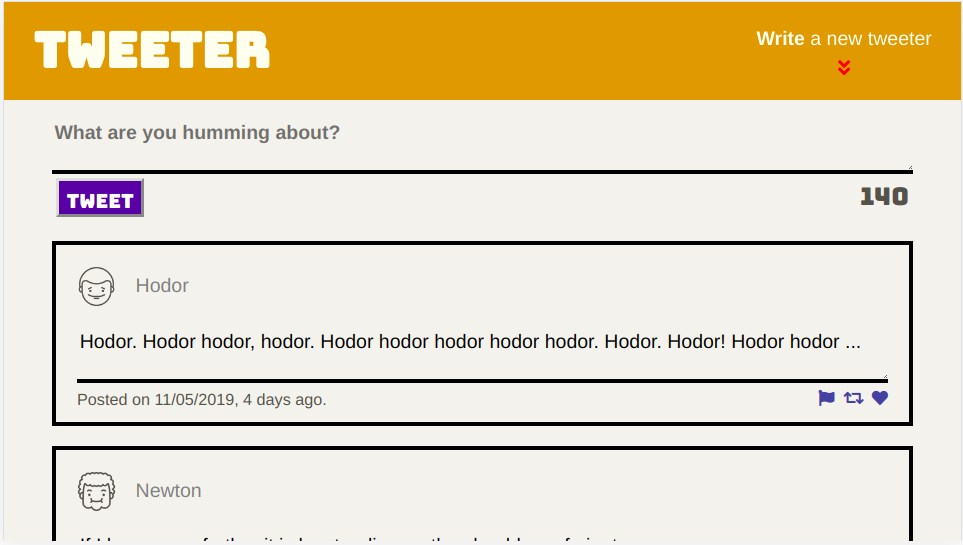 TWEETER
Write a new tweeter
What are you humming about?
TWEET
140
Hodor
Hodor. Hodor hodor, hodor. Hodor hodor hodor hodor hodor. Hodor. Hodor! Hodor hodor ...
Posted on 11/05/2019, 4 days ago.
Newton